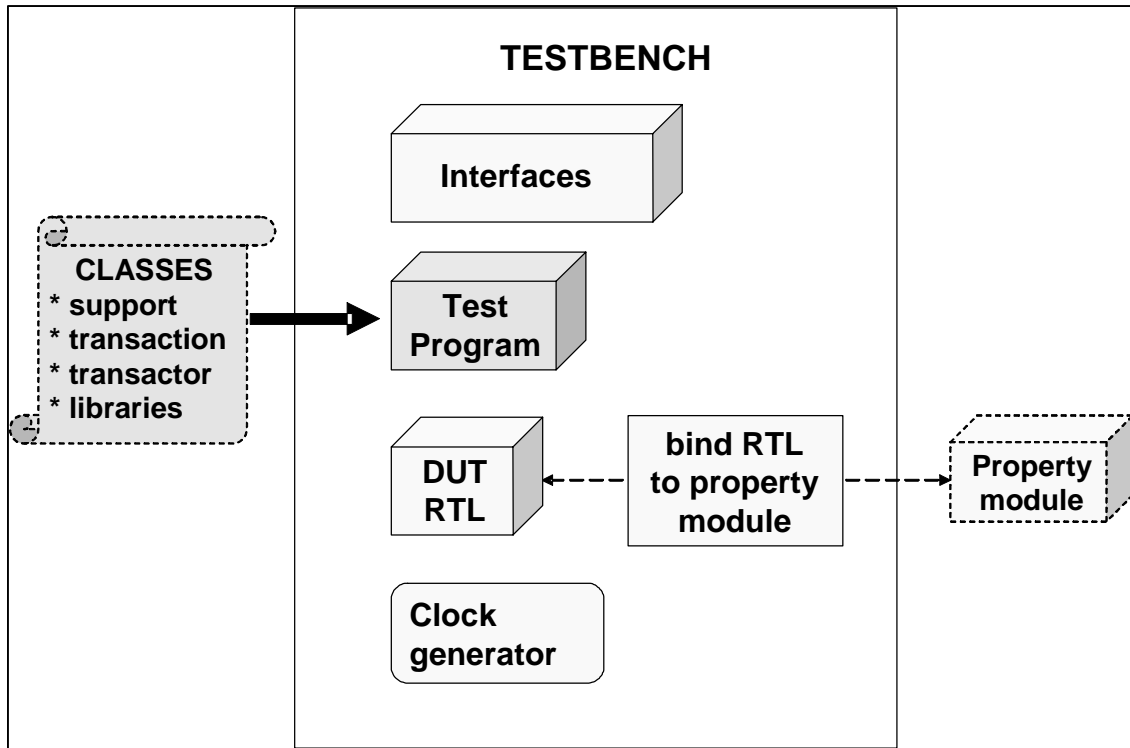 TESTBENCH
Interfaces
CLASSES
* support
* transaction
* transactor
* libraries
Test
Program
DUT
RTL
bind RTL
to property
module
Property
module
Clock
generator